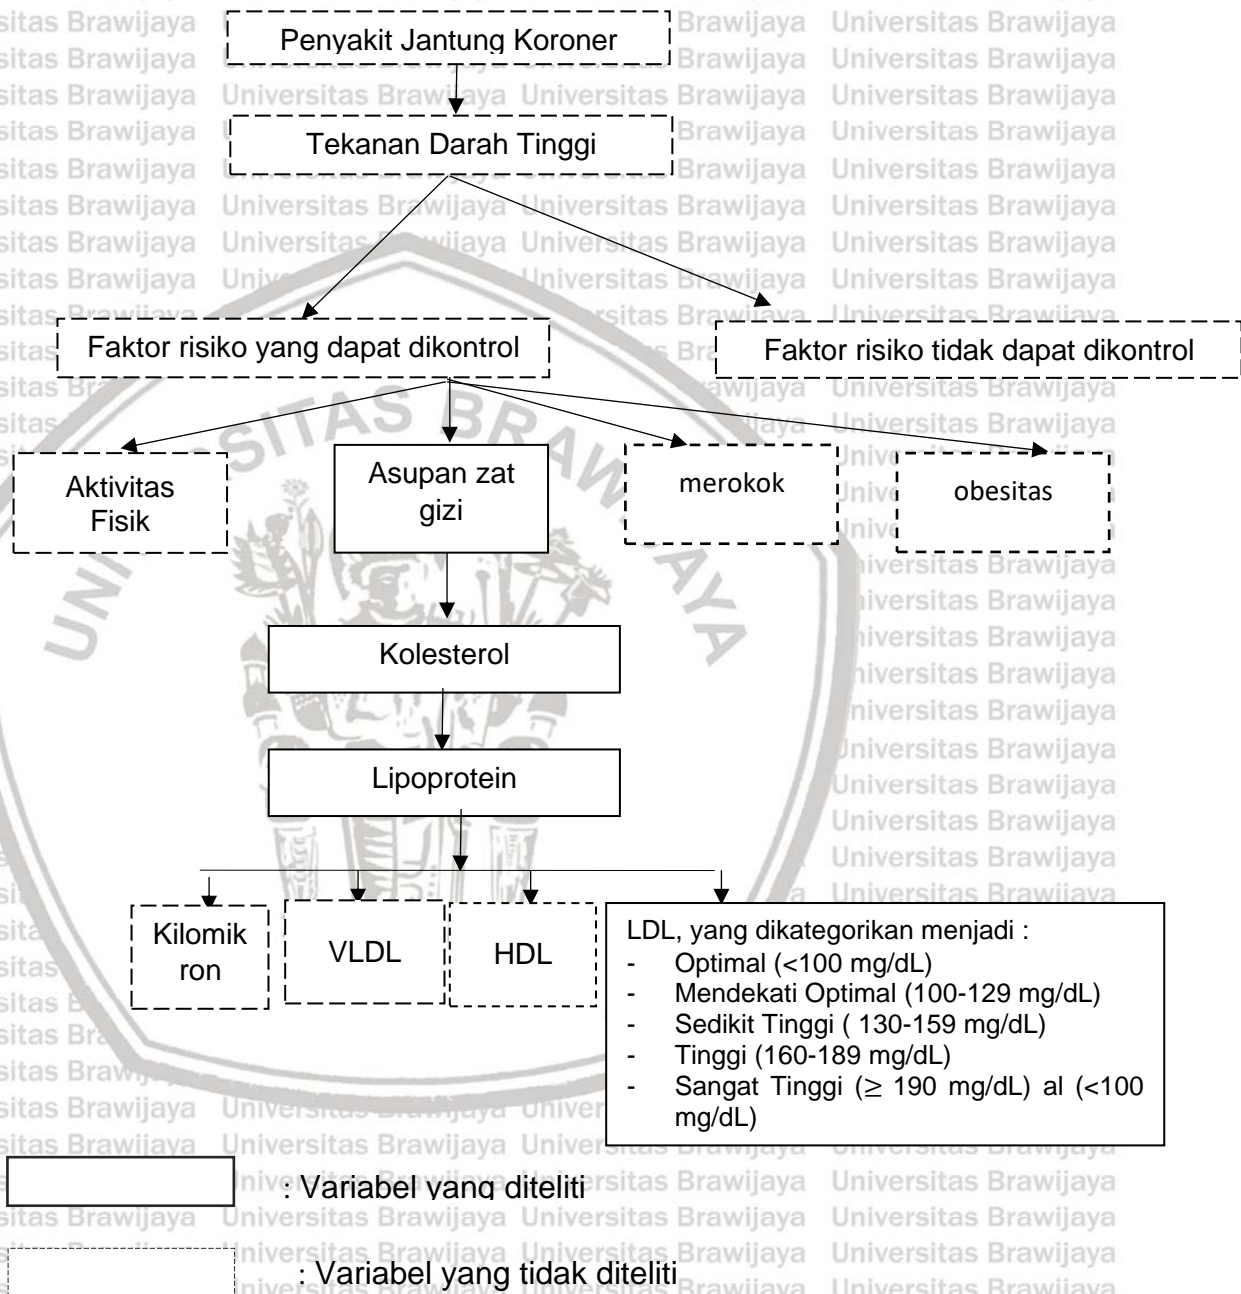 Penyakit Jantung Koroner
Tekanan Darah Tinggi
Faktor risiko yang dapat dikontrol
Faktor risiko tidak dapat dikontrol
Aktivitas
Fisik
Asupan zat
gizi
merokok
obesitas
Kolesterol
Lipoprotein
Kilomik
ron
VLDL
HDL
LDL, yang dikategorikan menjadi :
- Optimal (<100 mg/dL)
- Mendekati Optimal (100-129 mg/dL)
- Sedikit Tinggi ( 130-159 mg/dL)
- Tinggi (160-189 mg/dL)
- Sangat Tinggi (≥ 190 mg/dL) al (<100
mg/dL)
: Variabel yang diteliti
: Variabel yang tidak diteliti
UNIVERSITAS BRAWIJAYA